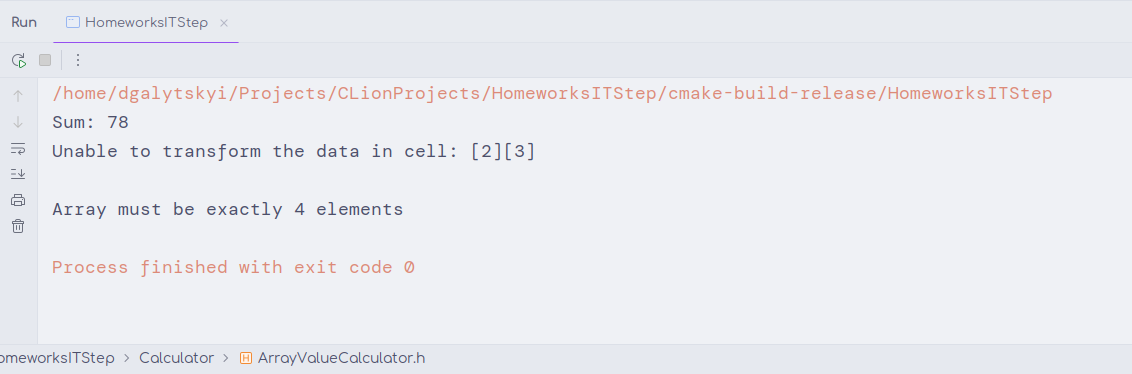 Run HomeworksITStep
/home/dgalytskyi/Projects/CLionProjects/HomeworksITStep/cmake-build-release/HomeworksITStep
Sum: 78
Unable to transform the data in cell: [2][3]
Array must be exactly 4 elements
Process finished with exit code 0
omeworksITStep > Calculator > H ArrayValueCalculator.h